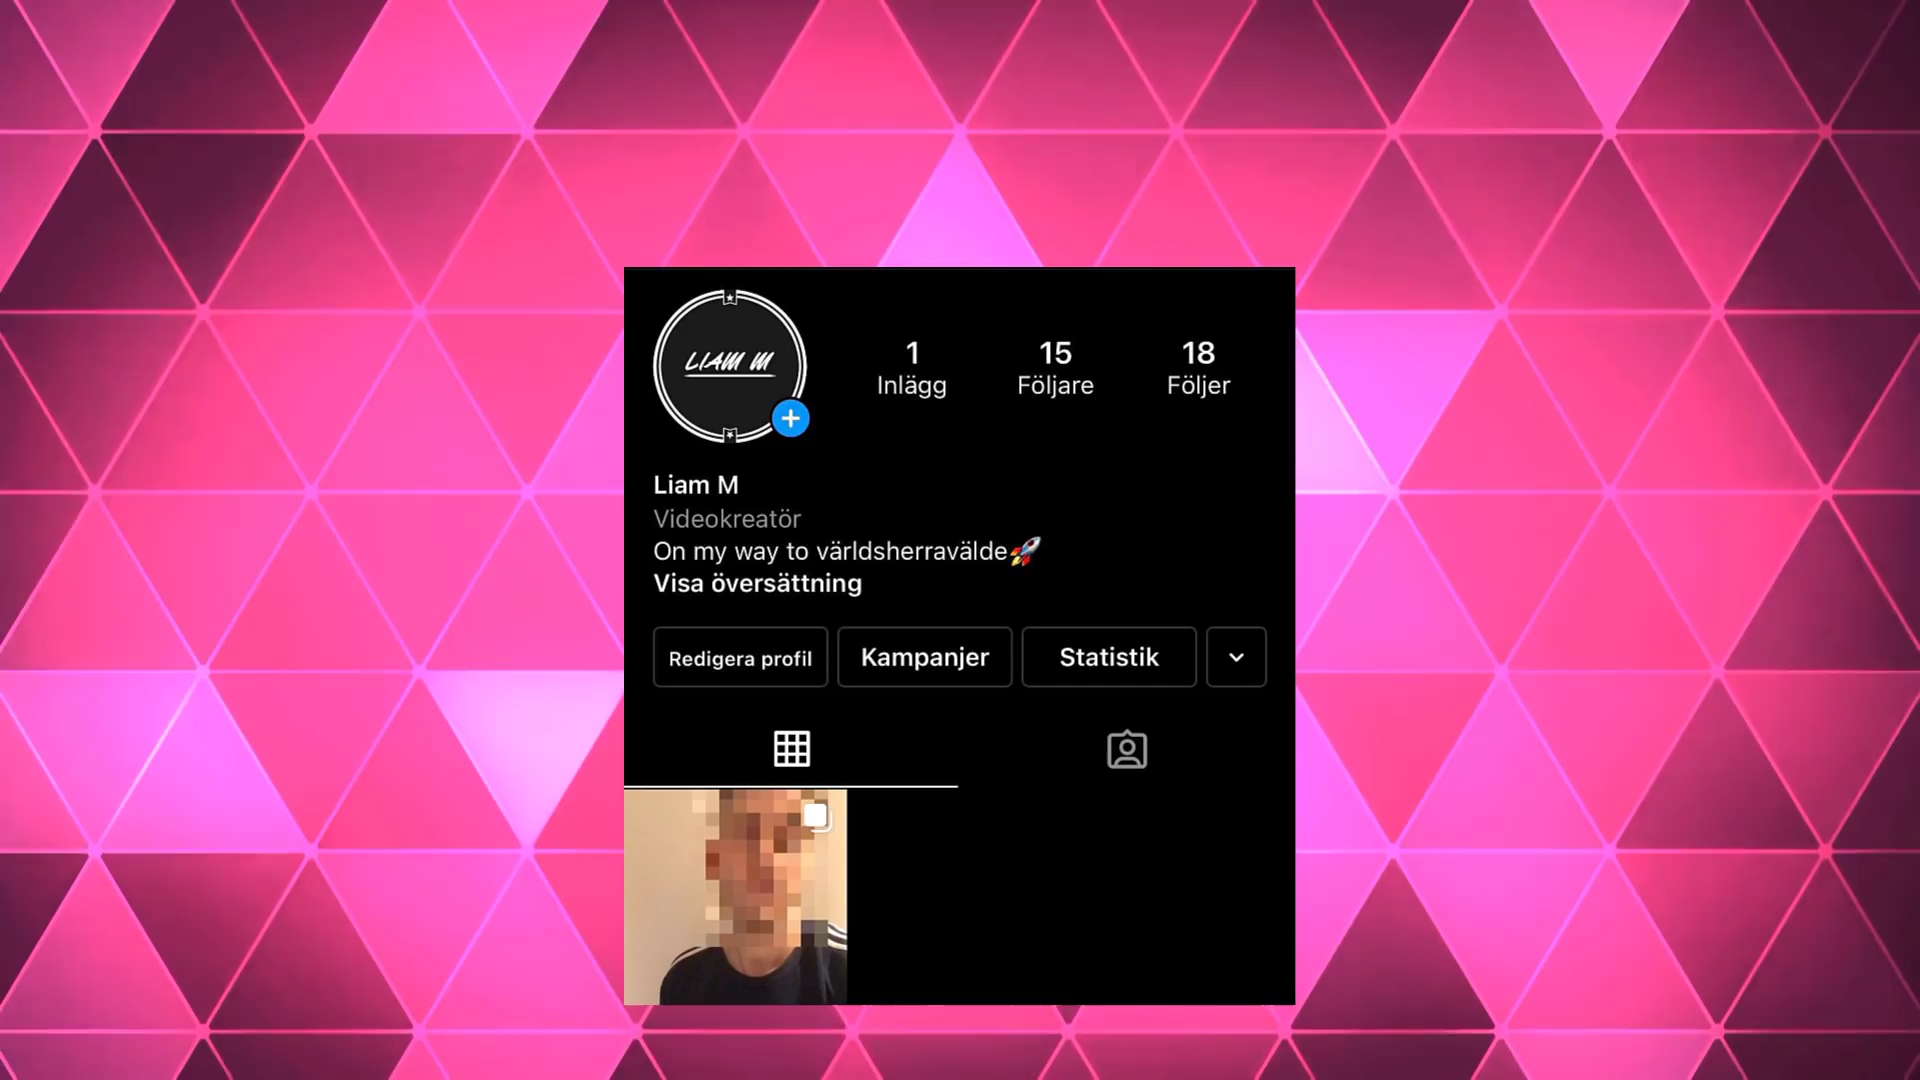 LIAM M
1
Inlägg
15
Följare
18
Följer
Liam M
Videokreatör
On my way to världsherravälde🚀
Visa översättning
Redigera profil
Kampanjer
Statistik